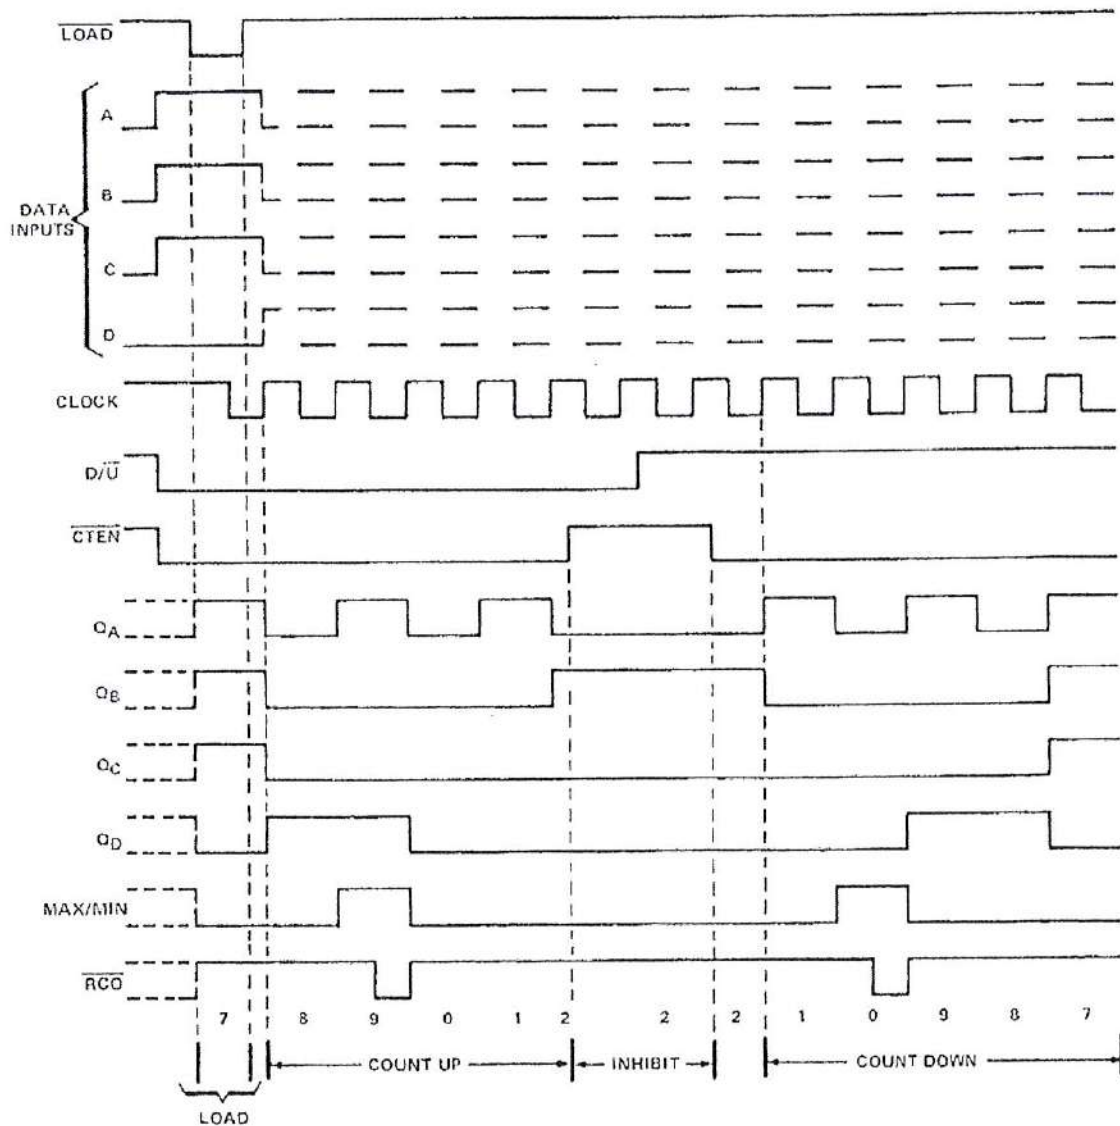 LOAD
A
B
DATA
INPUTS
C
D
CLOCK
D/U
CTEN
QA
QB
QC
QD
MAX/MIN
RCO
7 8 9 0 1 2 2 2 1 0 9 8 7
COUNT UP INHIBIT COUNT DOWN
LOAD